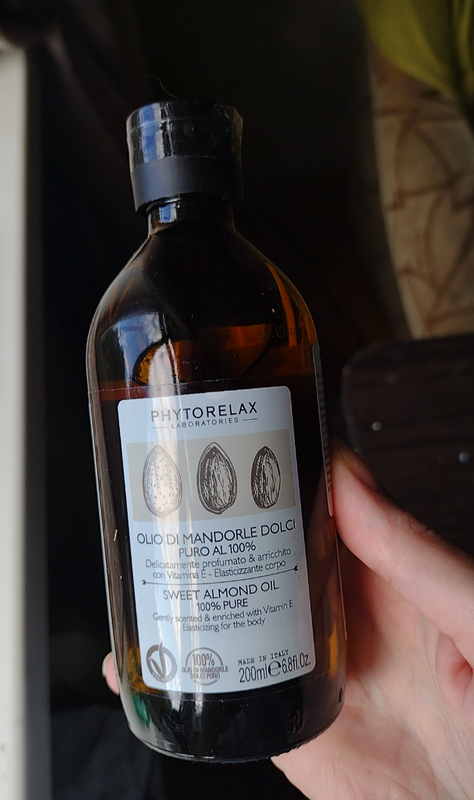 PHYTORELAX
LABORATORIES
OLIO DI MANDORLE DOLCI
PURO AL 100%
Delicatamente profumato & arricchito
con Vitamina E - Elasticizzante corpo
SWEET ALMOND OIL
100% PURE
Gently scented & enriched with Vitamin E
Elasticizing for the body
100%
OLIO DI MANDORLE
DOLCI PURO
MADE IN ITALY
200ml e 6.8fl.oz.